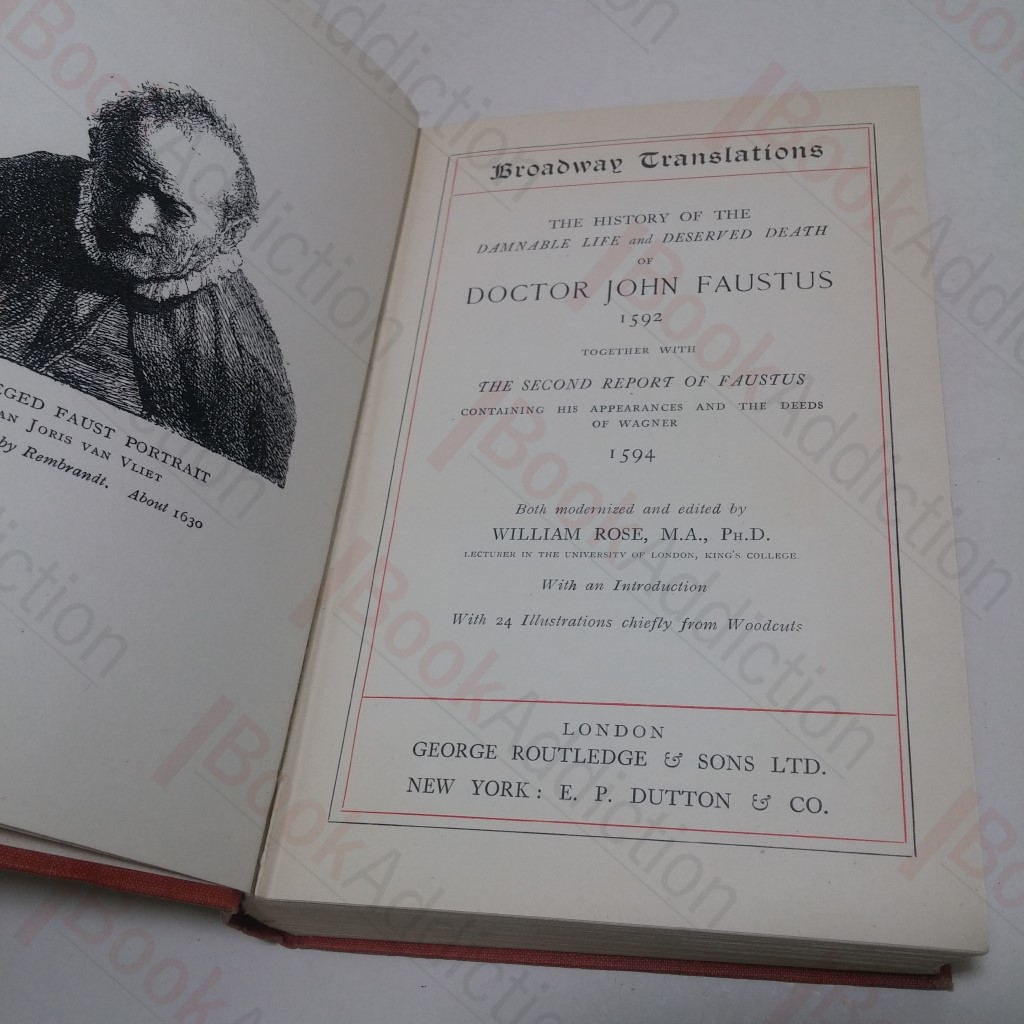 EGED FAUST PORTRAIT
AN JORIS VAN VLIET
by Rembrandt. About 1630
Broadway Translations
THE HISTORY OF THE
DAMNABLE LIFE and DESERVED DEATH
OF
DOCTOR JOHN FAUSTUS
1592
TOGETHER WITH
THE SECOND REPORT OF FAUSTUS
CONTAINING HIS APPEARANCES AND THE DEEDS
OF WAGNER
1594
Both modernized and edited by
WILLIAM ROSE, M.A., PH.D.
LECTURER IN THE UNIVERSITY OF LONDON, KING'S COLLEGE
With an Introduction
With 24 Illustrations chiefly from Woodcuts
LONDON
GEORGE ROUTLEDGE & SONS LTD.
NEW YORK: E. P. DUTTON & CO.
BookAddiction